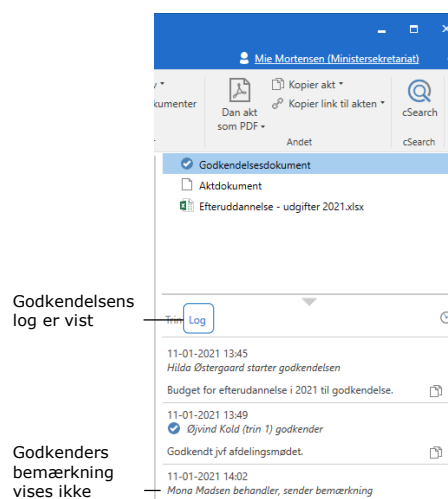 Mie Mortensen (Ministersekretariat)
Dan akt
som PDF
Kopier akt
Kopier link til akten
cSearch
kumenter
Andet
cSearch
Godkendelsesdokument
Aktdokument
Efteruddannelse - udgifter 2021.xlsx
Godkendelsens
log er vist
Trin
Log
11-01-2021 13:45
Hilda Østergaard starter godkendelsen
Budget for efterudannelse i 2021 til godkendelse.
11-01-2021 13:49
Øjvind Kold (trin 1) godkender
Godkendt jvf afdelingsmødet.
Godkenders
bemærkning
vises ikke
11-01-2021 14:02
Mona Madsen behandler, sender bemærkning